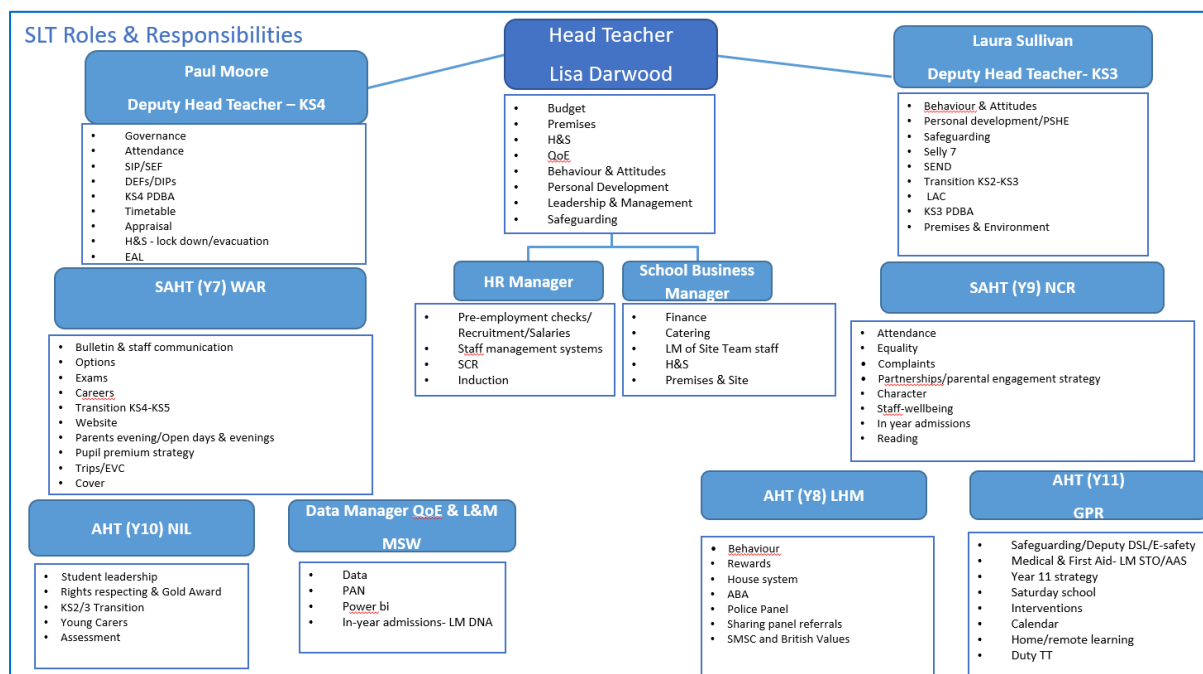 SLT Roles & Responsibilities
Head Teacher
Lisa Darwood
Budget
Premises
H&S
QoE
Behaviour & Attitudes
Personal Development
Leadership & Management
Safeguarding
Paul Moore
Deputy Head Teacher – KS4
Governance
Attendance
SIP/SEF
DEFs/DIPs
KS4 PDBA
Timetable
Appraisal
H&S - lock down/evacuation
EAL
Laura Sullivan
Deputy Head Teacher- KS3
Behaviour & Attitudes
Personal development/PSHE
Safeguarding
Selly 7
SEND
Transition KS2-KS3
LAC
KS3 PDBA
Premises & Environment
SAHT (Y7) WAR
Bulletin & staff communication
Options
Exams
Careers
Transition KS4-KS5
Website
Parents evening/Open days & evenings
Pupil premium strategy
Trips/EVC
Cover
HR Manager
Pre-employment checks/
Recruitment/Salaries
Staff management systems
SCR
Induction
School Business
Manager
Finance
Catering
LM of Site Team staff
H&S
Premises & Site
SAHT (Y9) NCR
Attendance
Equality
Complaints
Partnerships/parental engagement strategy
Character
Staff-wellbeing
In year admissions
Reading
AHT (Y10) NIL
Student leadership
Rights respecting & Gold Award
KS2/3 Transition
Young Carers
Assessment
Data Manager QoE & L&M
MSW
Data
PAN
Power bi
In-year admissions- LM DNA
AHT (Y8) LHM
Behaviour
Rewards
House system
ABA
Police Panel
Sharing panel referrals
SMSC and British Values
AHT (Y11)
GPR
Safeguarding/Deputy DSL/E-safety
Medical & First Aid- LM STO/AAS
Year 11 strategy
Saturday school
Interventions
Calendar
Home/remote learning
Duty TT